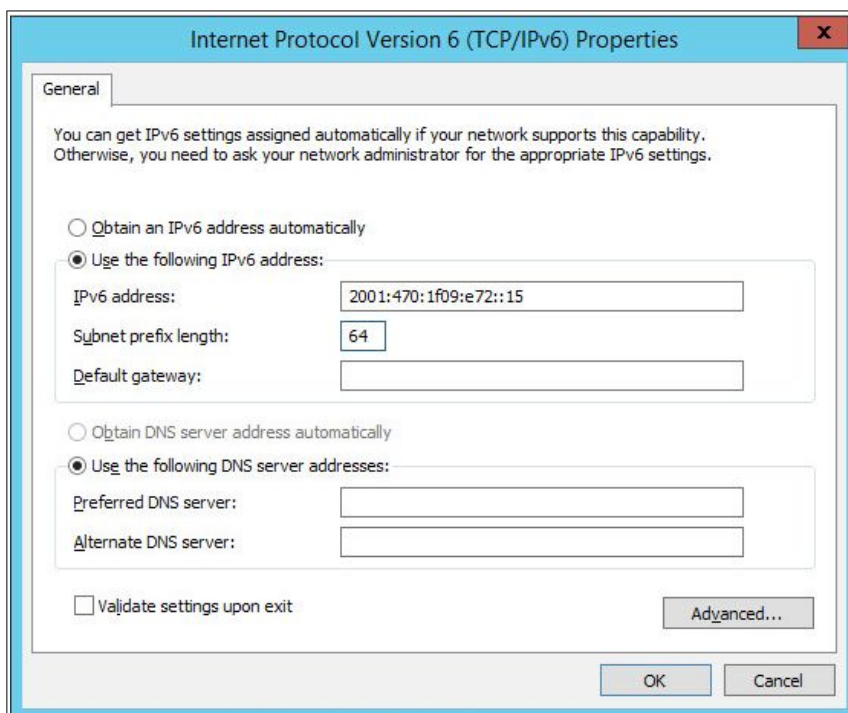 Internet Protocol Version 6 (TCP/IPv6) Properties
x
General
You can get IPv6 settings assigned automatically if your network supports this capability.
Otherwise, you need to ask your network administrator for the appropriate IPv6 settings.
Obtain an IPv6 address automatically
Use the following IPv6 address:
IPv6 address: 2001:470:1f09:e72::15
Subnet prefix length: 64
Default gateway:
Obtain DNS server address automatically
Use the following DNS server addresses:
Preferred DNS server:
Alternate DNS server:
Validate settings upon exit
Advanced...
OK Cancel